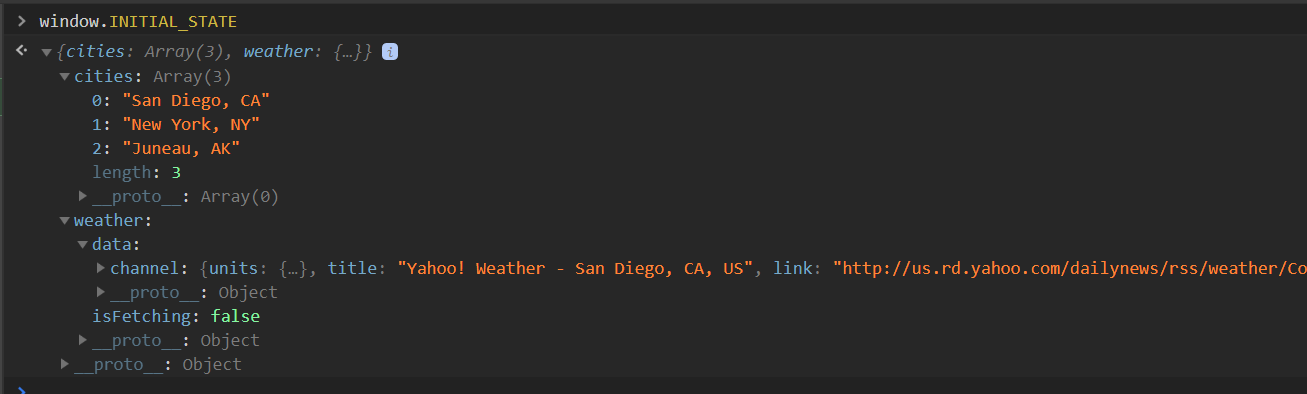 window.INITIAL_STATE
{cities: Array(3), weather: {…}} i
cities: Array(3)
0: "San Diego, CA"
1: "New York, NY"
2: "Juneau, AK"
length: 3
__proto__: Array(0)
weather:
data:
channel: {units: {…}, title: "Yahoo! Weather - San Diego, CA, US", link: "http://us.rd.yahoo.com/dailynews/rss/weather/Co
__proto__: Object
isFetching: false
__proto__: Object
__proto__: Object